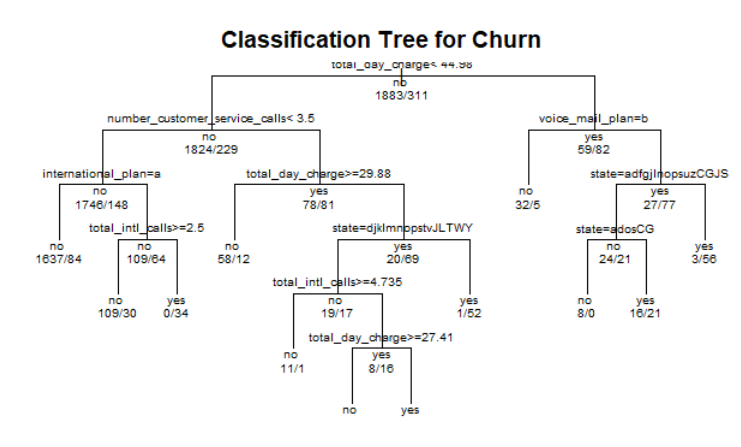 Classification Tree for Churn
total_day_charge< 44.98
no
1883/311
number_customer_service_calls< 3.5
voice_mail_plan=b
no
1824/229
yes
59/82
international_plan=a
total_day_charge>=29.88
state=adfgjlnopsuzCGJS
no
1746/148
yes
78/81
no
32/5
yes
27/77
total_intl_calls>=2.5
state=djklmnopstvJLTWY
state=adosCG
no
1637/84
no
109/64
no
58/12
yes
20/69
no
24/21
yes
3/56
total_intl_calls>=4.735
no
109/30
yes
0/34
no
19/17
yes
1/52
no
8/0
yes
16/21
total_day_charge>=27.41
no
11/1
yes
8/16
no
yes